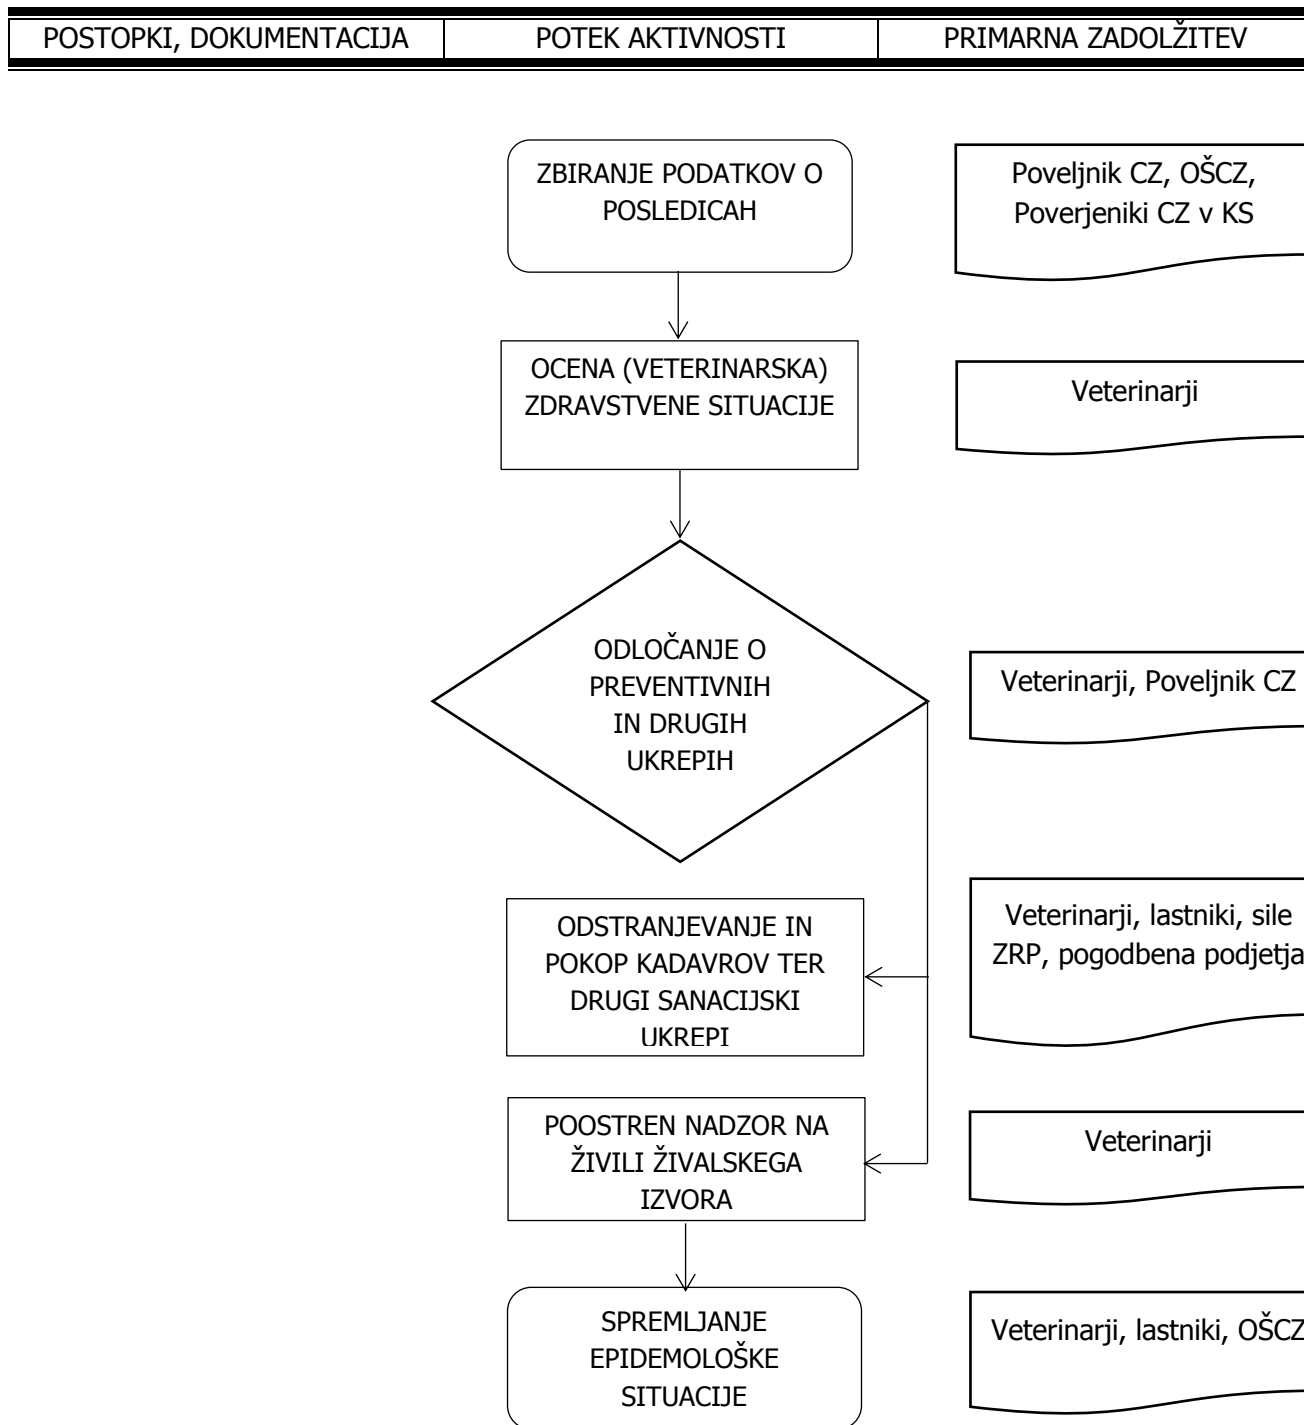 POSTOPKI, DOKUMENTACIJA
POTEK AKTIVNOSTI
PRIMARNA ZADOLŽITEV
ZBIRANJE PODATKOV O
POSLEDICAH
Poveljnik CZ, OŠCZ,
Poverjeniki CZ v KS
OCENA (VETERINARSKA)
ZDRAVSTVENE SITUACIJE
Veterinarji
ODLOČANJE O
PREVENTIVNIH
IN DRUGIH
UKREPIH
Veterinarji, Poveljnik CZ
ODSTRANJEVANJE IN
POKOP KADAVROV TER
DRUGI SANACIJSKI
UKREPI
Veterinarji, lastniki, sile
ZRP, pogodbena podjetja
POOSTREN NADZOR NA
ŽIVILI ŽIVALSKEGA
IZVORA
Veterinarji
SPREMLJANJE
EPIDEMOLOŠKE
SITUACIJE
Veterinarji, lastniki, OŠCZ